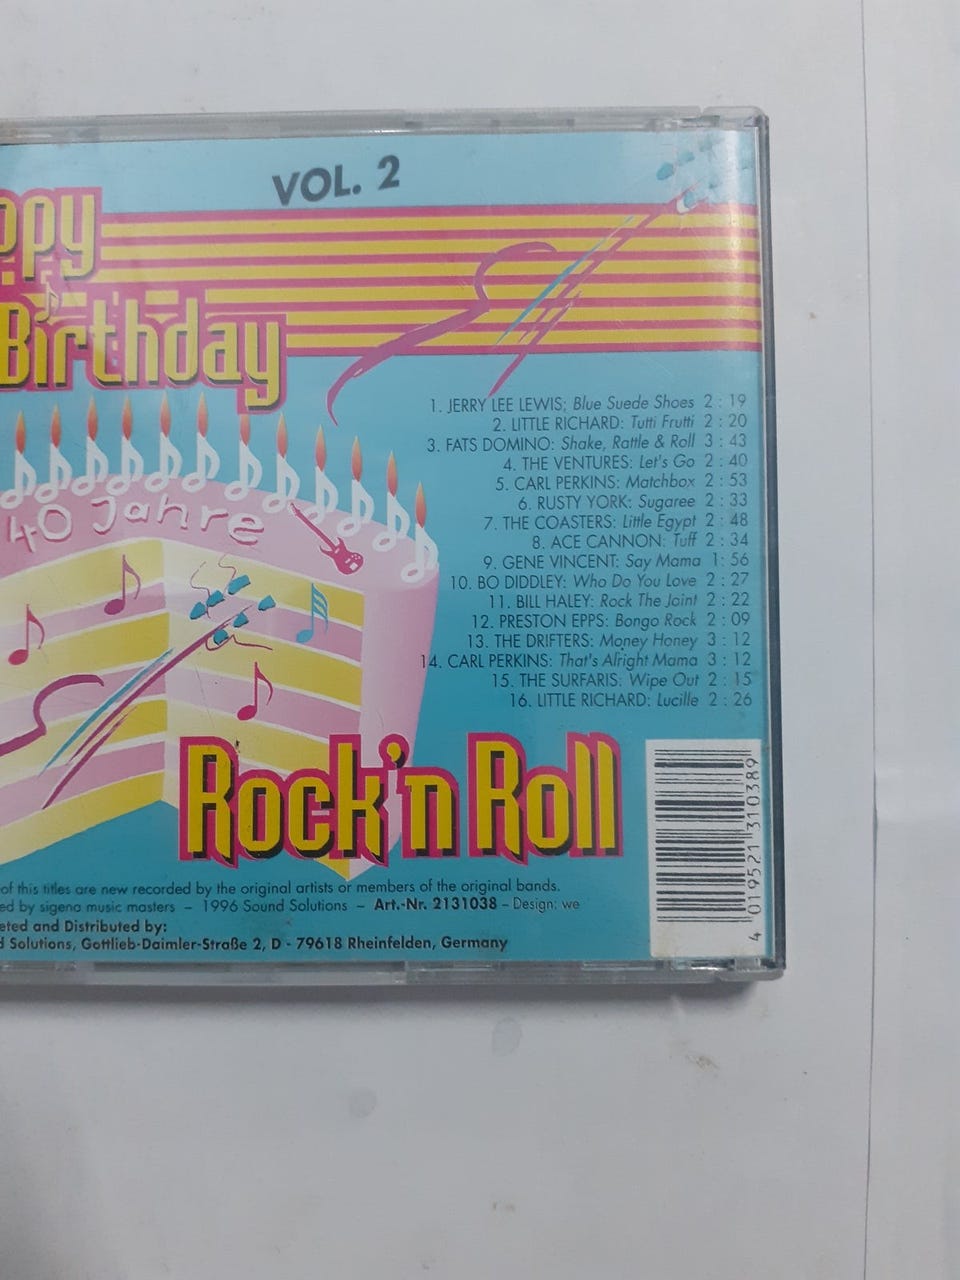 VOL. 2
ppy
Birthday
40 Jahre
1. JERRY LEE LEWIS; Blue Suede Shoes 2 : 19
2. LITTLE RICHARD: Tutti Frutti 2 : 20
3. FATS DOMINO: Shake, Rattle & Roll 3 : 43
4. THE VENTURES: Let's Go 2 : 40
5. CARL PERKINS: Matchbox 2 : 53
6. RUSTY YORK: Sugaree 2 : 33
7. THE COASTERS: Little Egypt 2 : 48
8. ACE CANNON: Tuff 2 : 34
9. GENE VINCENT: Say Mama 1 : 56
10. BO DIDDLEY: Who Do You Love 2 : 27
11. BILL HALEY: Rock The Joint 2 : 22
12. PRESTON EPPS: Bongo Rock 2 : 09
13. THE DRIFTERS: Money Honey 3 : 12
14. CARL PERKINS: That's Alright Mama 3 : 12
15. THE SURFARIS: Wipe Out 2 : 15
16. LITTLE RICHARD: Lucille 2 : 26
Rock'n Roll
of this titles are new recorded by the original artists or members of the original bands.
ed by sigena music masters – 1996 Sound Solutions – Art.-Nr. 2131038 – Design: we
eted and Distributed by:
d Solutions, Gottlieb-Daimler-Straße 2, D - 79618 Rheinfelden, Germany
4 019521 310389